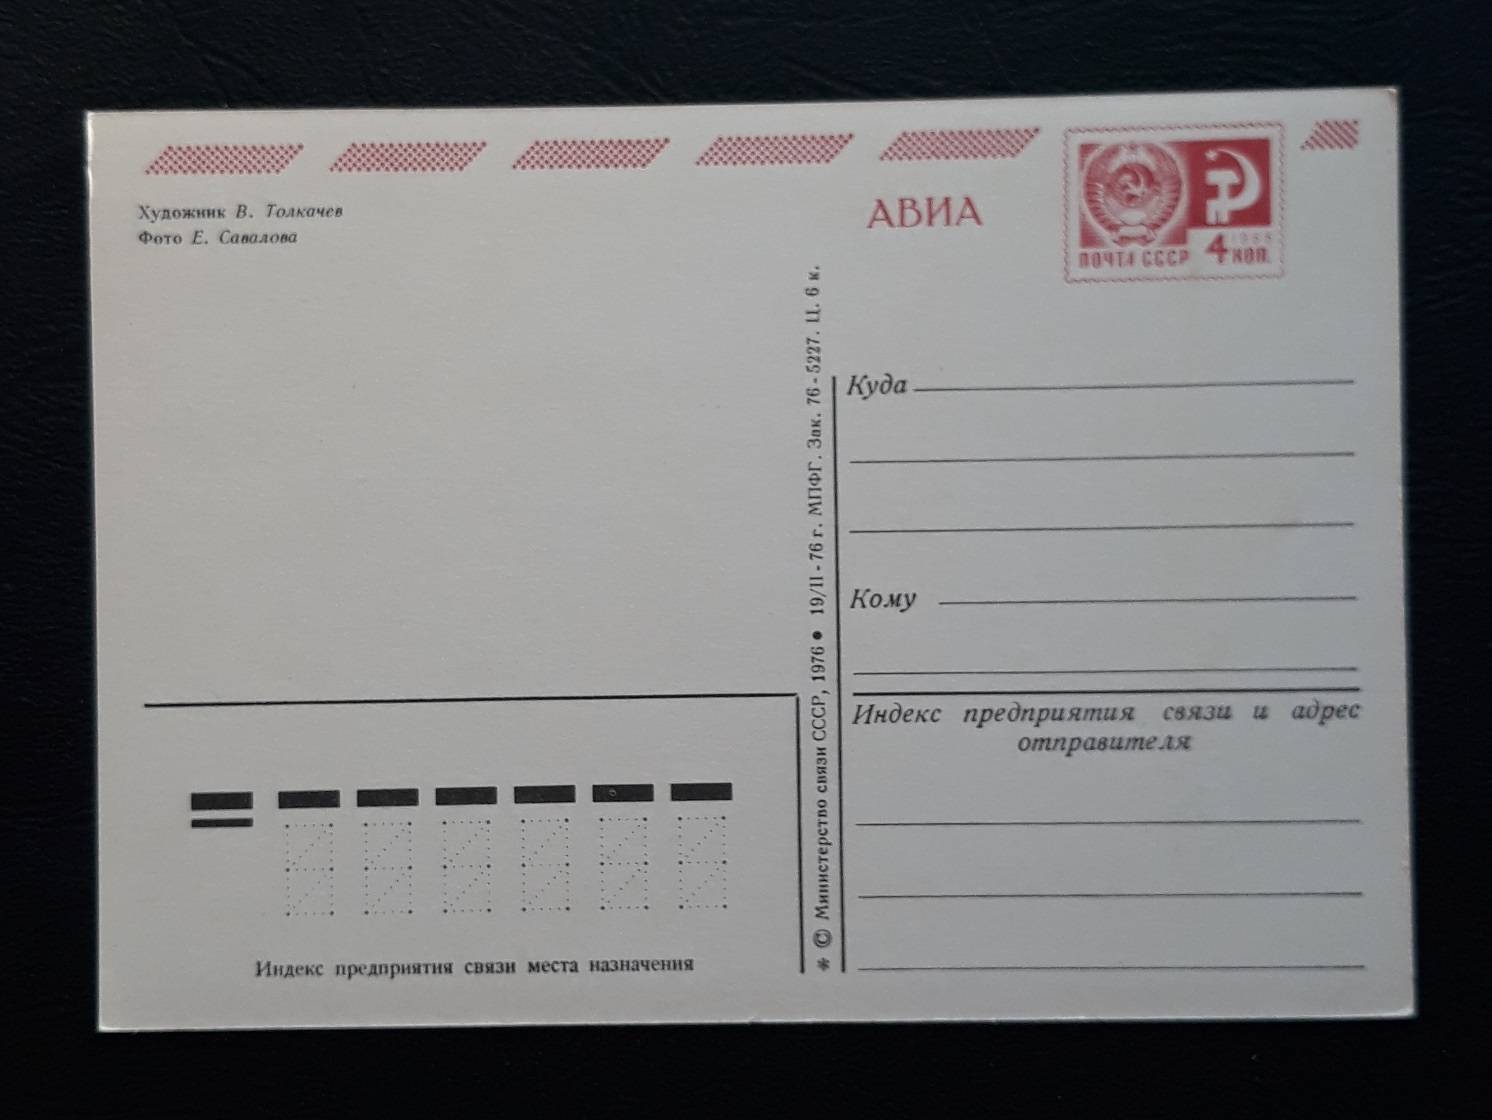 Художник В. Толкачев
Фото Е. Савалова
АВИА
ПОЧТА СССР 4 КОП.
1966
* © Министерство связи СССР, 1976 ● 19/II - 76 г. МПФГ. Зак. 76 - 5227. Ц. 6 к.
Куда
Кому
Индекс предприятия связи и адрес
отправителя
Индекс предприятия связи места назначения